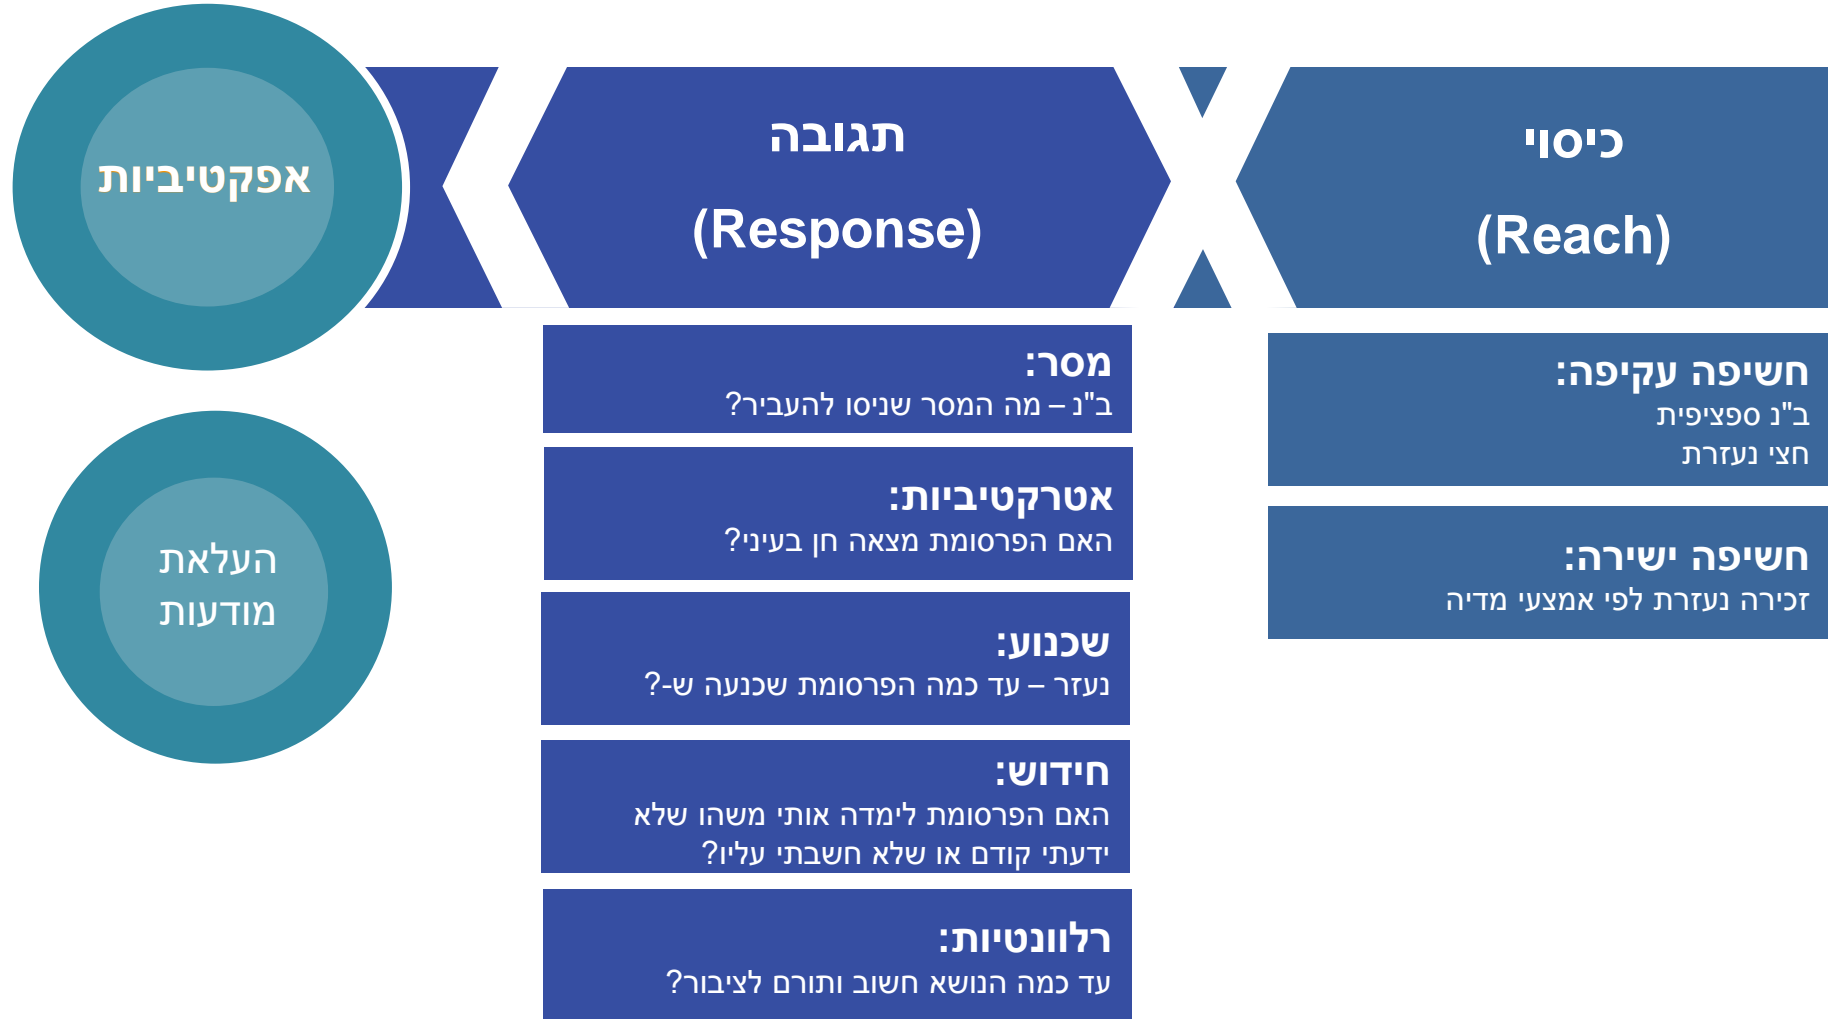 כיסוי
(Reach)
חשיפה עקיפה:
ב"נ ספציפית
חצי נעזרת
חשיפה ישירה:
זכירה נעזרת לפי אמצעי מדיה
תגובה
(Response)
מסר:
ב"נ – מה המסר שניסו להעביר?
אטרקטיביות:
האם הפרסומת מצאה חן בעיני?
שכנוע:
נעזר – עד כמה הפרסומת שכנעה ש-?
חידוש:
האם הפרסומת לימדה אותי משהו שלא
ידעתי קודם או שלא חשבתי עליו?
רלוונטיות:
עד כמה הנושא חשוב ותורם לציבור?
אפקטיביות
העלאת
מודעות